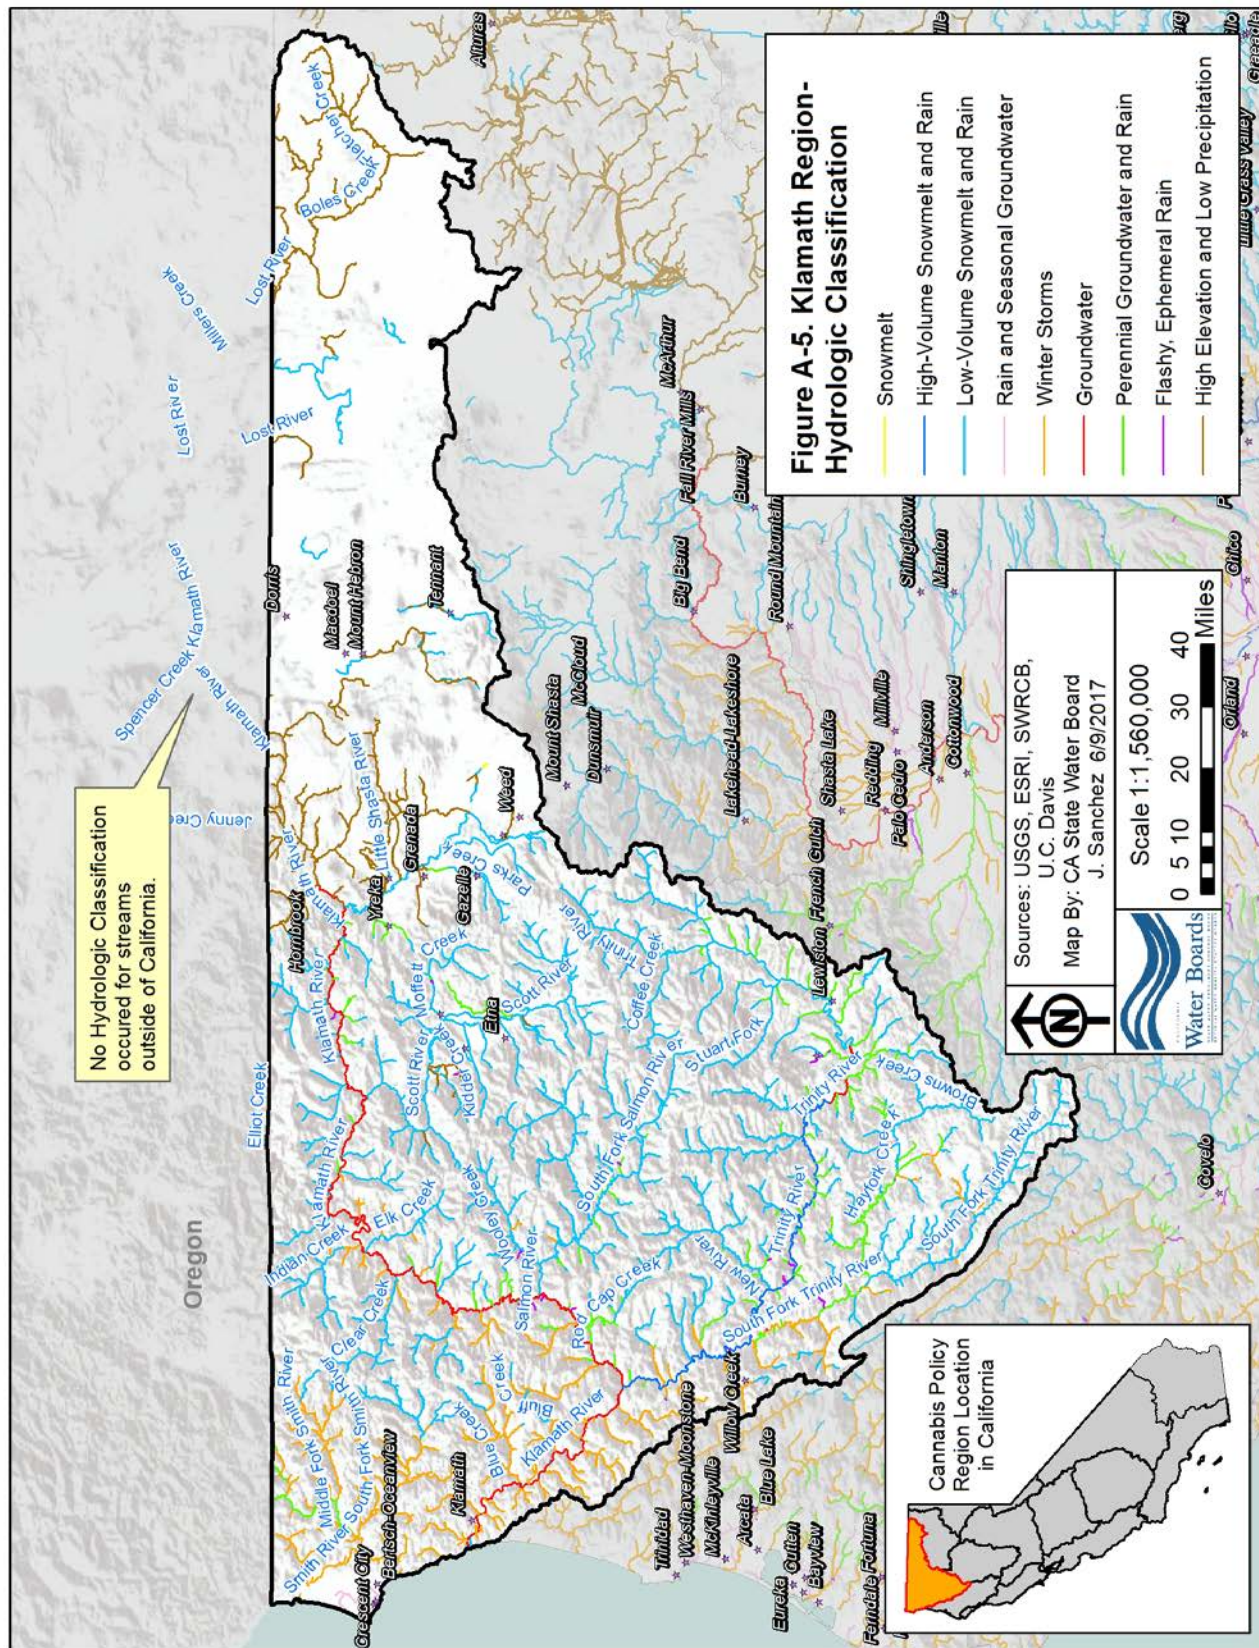 No Hydrologic Classification
occured for streams
outside of California.
Oregon
Spencer Creek
Klamath River
Klamath River
Lost River
Millers Creek
Lost River
Lost River
Jenny Cree
Elliot Creek
Boles Creek
Fletcher Creek
Alturas
Dorris
Macdoel
Mount Hebron
Tennant
Hornbrook
Klamath River
Little Shasta River
Yreka
Grenada
Gazelle
Weed
Parks Creek
Klamath River
Klamath River
Indian Creek
Elk Creek
Clear Creek
Middle Fork Smith River
South Fork Smith River
Smith River
Crescent City
Bertsch-Oceanview
Klamath
Blue Creek
Bluff Creek
Klamath River
Scott River
Moffett Creek
Kidder Creek
Etna
Scott River
Wooley Creek
Salmon River
South Fork Salmon River
Coffee Creek
Trinity River
Stuart Fork
Red Cap Creek
New River
Trinity River
Trinity River
Lewiston
French Gulch
Browns Creek
Hayfork Creek
South Fork Trinity River
South Fork Trinity River
Willow Creek
Mount Shasta
McCloud
Dunsmuir
Lakehead-Lakeshore
Shasta Lake
Redding
Millville
Palo Cedro
Anderson
Cottonwood
Big Bend
Fall River Mills
McArthur
Burney
Round Mountain
Shingletown
Manton
Trinidad
Westhaven-Moonstone
McKinleyville
Arcata
Blue Lake
Eureka
Cutten
Bayview
Ferndale
Fortuna
Covelo
Orland
Chico
Graeagle
Figure A-5. Klamath Region-
Hydrologic Classification
Snowmelt
High-Volume Snowmelt and Rain
Low-Volume Snowmelt and Rain
Rain and Seasonal Groundwater
Winter Storms
Groundwater
Perennial Groundwater and Rain
Flashy, Ephemeral Rain
High Elevation and Low Precipitation
N
Sources: USGS, ESRI, SWRCB,
U.C. Davis
Map By: CA State Water Board
J. Sanchez 6/9/2017
Water Boards
Scale 1:1,560,000
0 5 10 20 30 40
Miles
Cannabis Policy
Region Location
in California